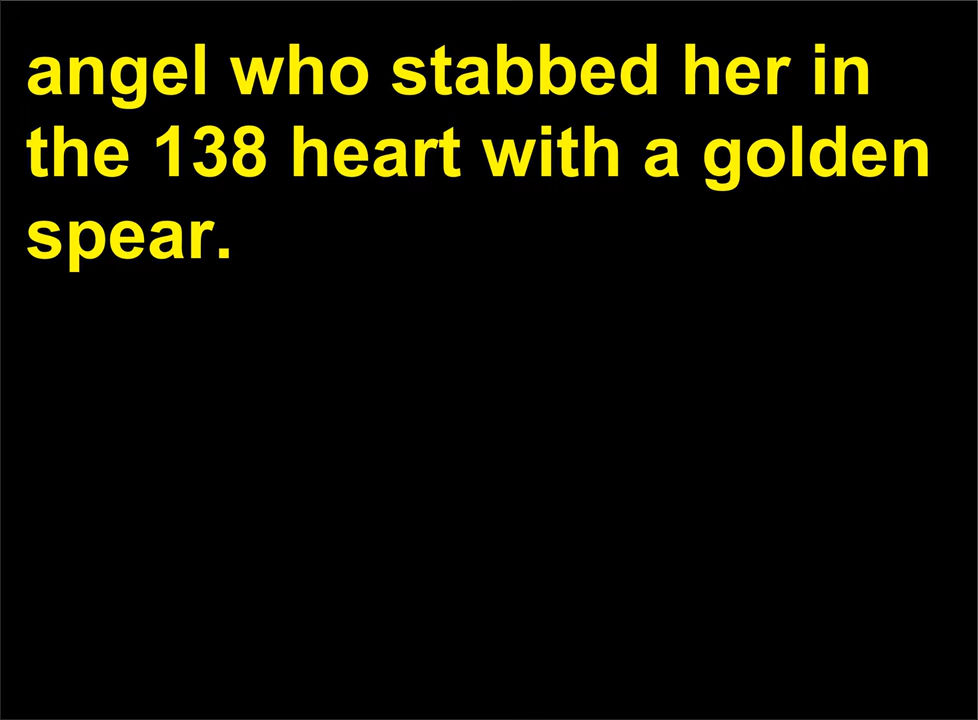 angel who stabbed her in
the 138 heart with a golden
spear.